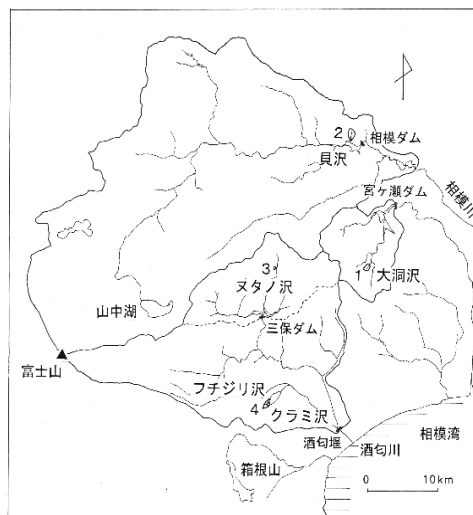 2
相模ダム
貝沢
宮ヶ瀬ダム
相模川
1
大洞沢
3
ヌタノ沢
山中湖
三保ダム
富士山
フチジリ沢
4
クラミ沢
相模湾
酒匂堰
酒匂川
箱根山
0 10km